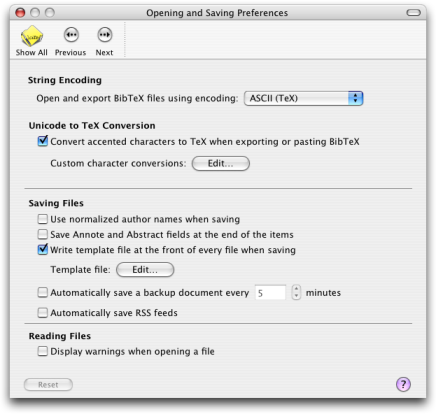 Opening and Saving Preferences
Show All Previous Next
String Encoding
Open and export BibTeX files using encoding: ASCII (TeX)
Unicode to TeX Conversion
Convert accented characters to TeX when exporting or pasting BibTeX
Custom character conversions: Edit...
Saving Files
Use normalized author names when saving
Save Annote and Abstract fields at the end of the items
Write template file at the front of every file when saving
Template file: Edit...
Automatically save a backup document every 5 minutes
Automatically save RSS feeds
Reading Files
Display warnings when opening a file
Reset ?